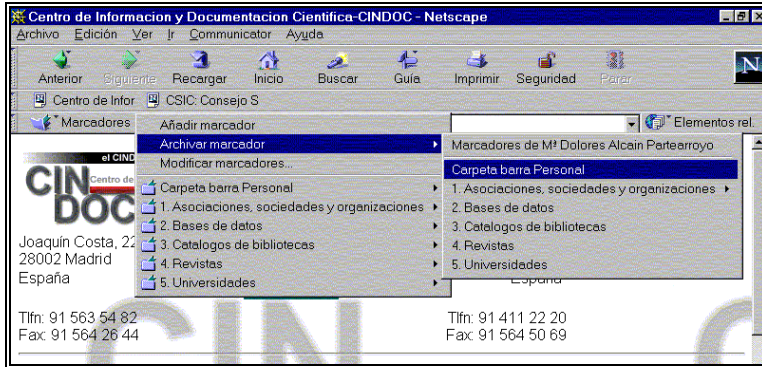 Centro de Informacion y Documentacion Cientifica-CINDOC - Netscape
Archivo Edición Ver Ir Communicator Ayuda
Anterior Siguiente Recargar Inicio Buscar Guía Imprimir Seguridad Parar
N
Centro de Infor CSIC: Consejo S
Marcadores
Elementos rel.
Añadir marcador
Archivar marcador
Modificar marcadores...
Carpeta barra Personal
1. Asociaciones, sociedades y organizaciones
2. Bases de datos
3. Catalogos de bibliotecas
4. Revistas
5. Universidades
Marcadores de Mª Dolores Alcain Partearroyo
Carpeta barra Personal
1. Asociaciones, sociedades y organizaciones
2. Bases de datos
3. Catalogos de bibliotecas
4. Revistas
5. Universidades
el CIND
CIN Centro de
DOC
Joaquín Costa, 22
28002 Madrid
España
España
Tlfn: 91 563 54 82 Tlfn: 91 411 22 20
Fax: 91 564 26 44 Fax: 91 564 50 69
CIN C